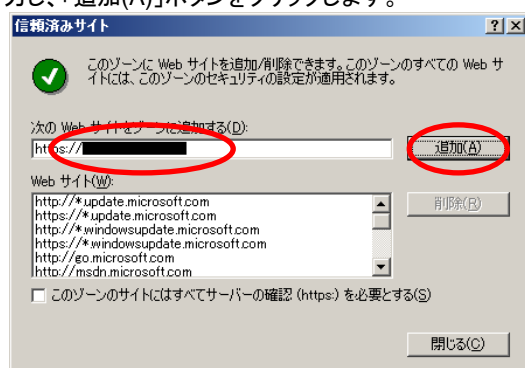 力し、「追加(A)」ボタンをクリックします。
信頼済みサイト
このゾーンに Web サイトを追加/削除できます。このゾーンのすべての Web サ
イトには、このゾーンのセキュリティの設定が適用されます。
次の Web サイトをゾーンに追加する(D):
https://
追加(A)
Web サイト(W):
http://*.update.microsoft.com
https://*.update.microsoft.com
http://*.windowsupdate.microsoft.com
https://*.windowsupdate.microsoft.com
http://go.microsoft.com
http://msdn.microsoft.com
削除(R)
このゾーンのサイトにはすべてサーバーの確認 (https:) を必要とする(S)
閉じる(C)